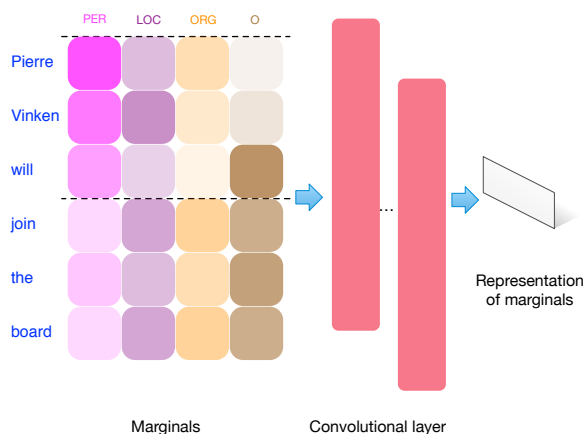 PER LOC ORG O
Pierre
Vinken
will
join
the
board
...
Representation
of marginals
Marginals Convolutional layer